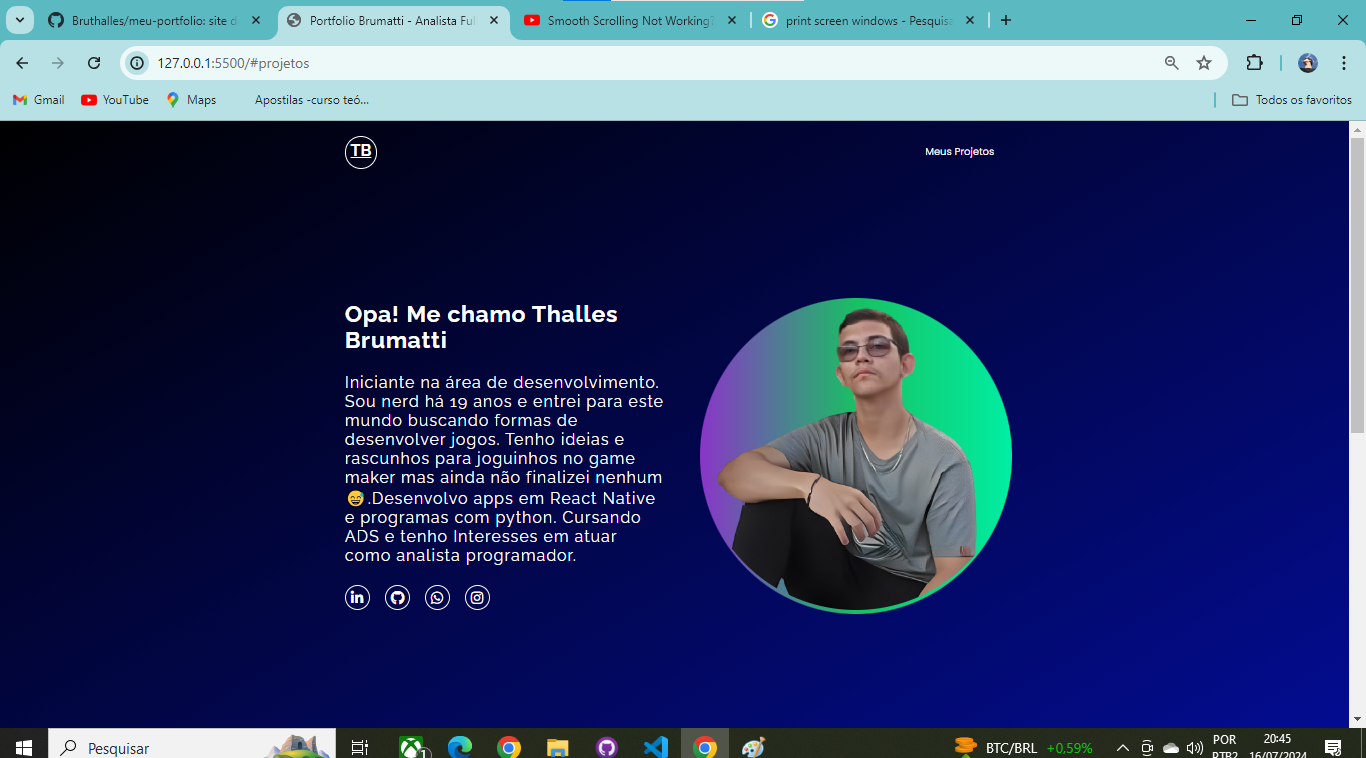 Bruthalles/meu-portfolio: site d
Portfolio Brumatti - Analista Full
Smooth Scrolling Not Working?
print screen windows - Pesquisa
127.0.0.1:5500/#projetos
Gmail
YouTube
Maps
Apostilas -curso teó...
Todos os favoritos
TB
Meus Projetos
Opa! Me chamo Thalles
Brumatti
Iniciante na área de desenvolvimento.
Sou nerd há 19 anos e entrei para este
mundo buscando formas de
desenvolver jogos. Tenho ideias e
rascunhos para joguinhos no game
maker mas ainda não finalizei nenhum
😅.Desenvolvo apps em React Native
e programas com python. Cursando
ADS e tenho Interesses em atuar
como analista programador.
in
Pesquisar
1
BTC/BRL +0,59%
POR
PTB2
20:45
16/07/2024